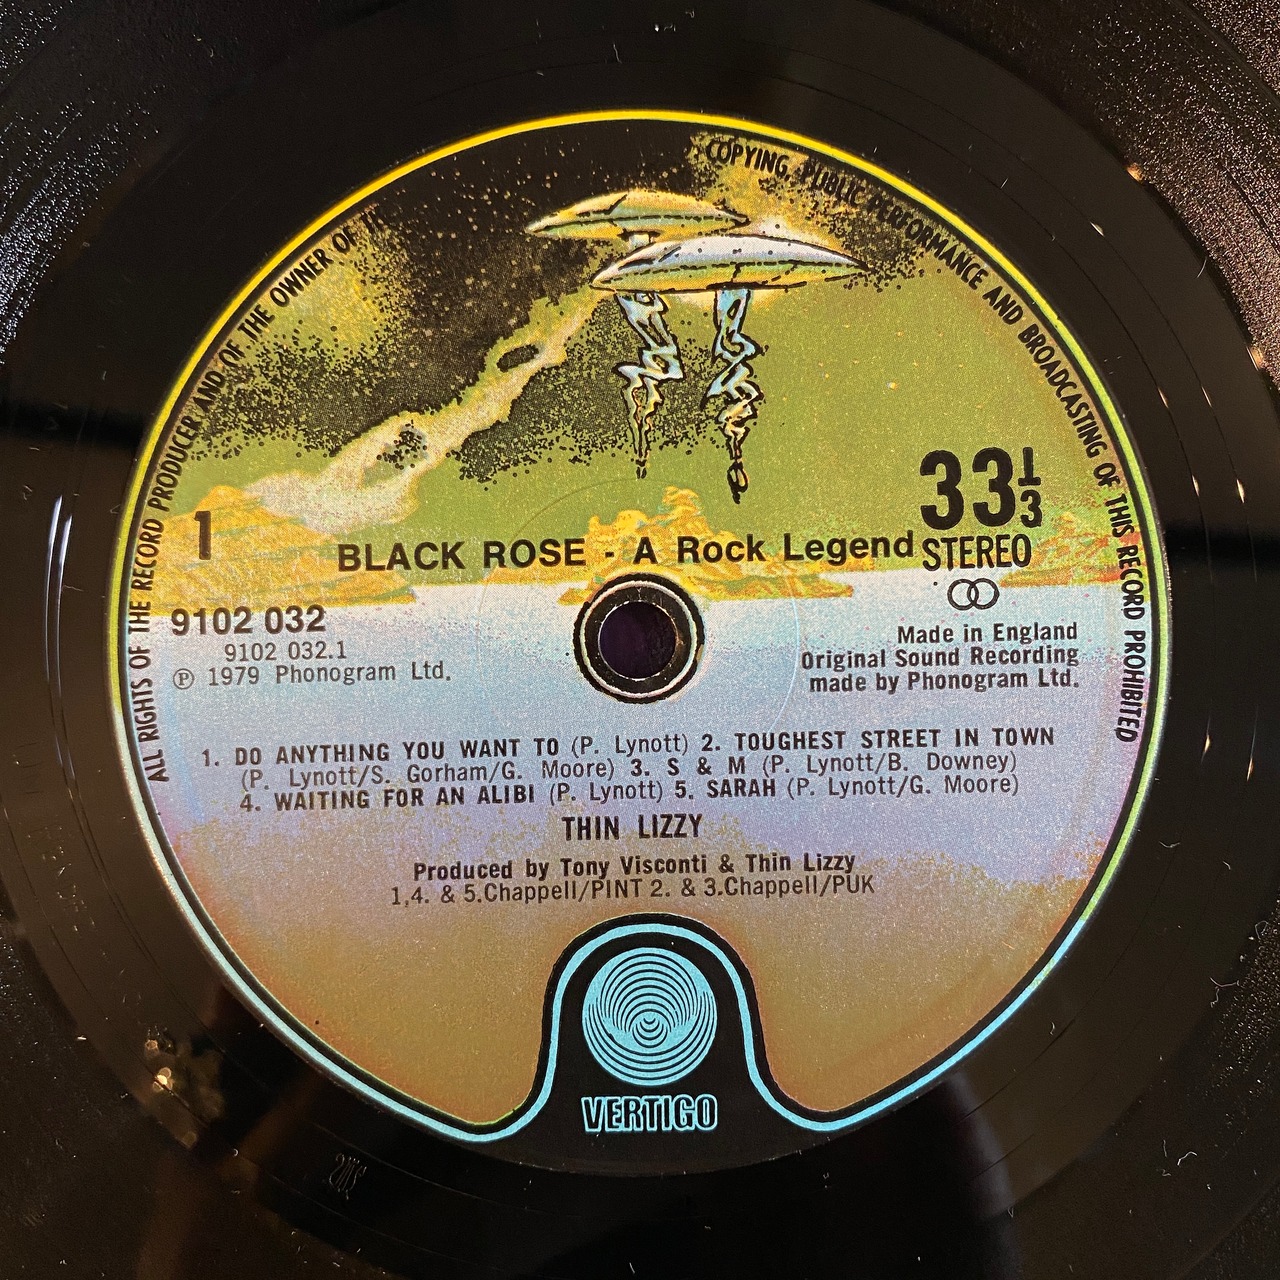 ALL RIGHTS OF THE RECORD PRODUCER AND OF THE OWNER OF
COPYING, PUBLIC PERFORMANCE AND BROADCASTING OF THIS RECORD PROHIBITED
33 1/3
1
BLACK ROSE - A Rock Legend
STEREO
9102 032
9102 032.1
℗ 1979 Phonogram Ltd.
Made in England
Original Sound Recording
made by Phonogram Ltd.
1. DO ANYTHING YOU WANT TO (P. Lynott) 2. TOUGHEST STREET IN TOWN
(P. Lynott/S. Gorham/G. Moore) 3. S & M (P. Lynott/B. Downey)
4. WAITING FOR AN ALIBI (P. Lynott) 5. SARAH (P. Lynott/G. Moore)
THIN LIZZY
Produced by Tony Visconti & Thin Lizzy
1,4. & 5.Chappell/PINT 2. & 3.Chappell/PUK
VERTIGO